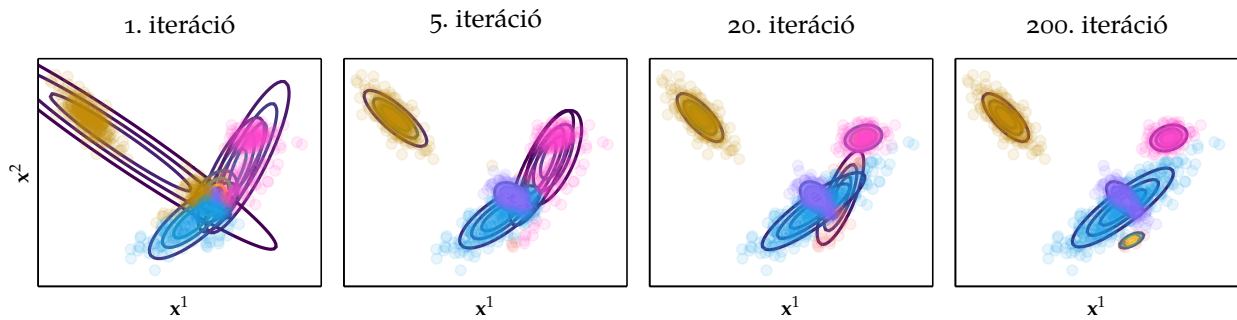 1. iteráció
5. iteráció
20. iteráció
200. iteráció
x²
x¹
x¹
x¹
x¹